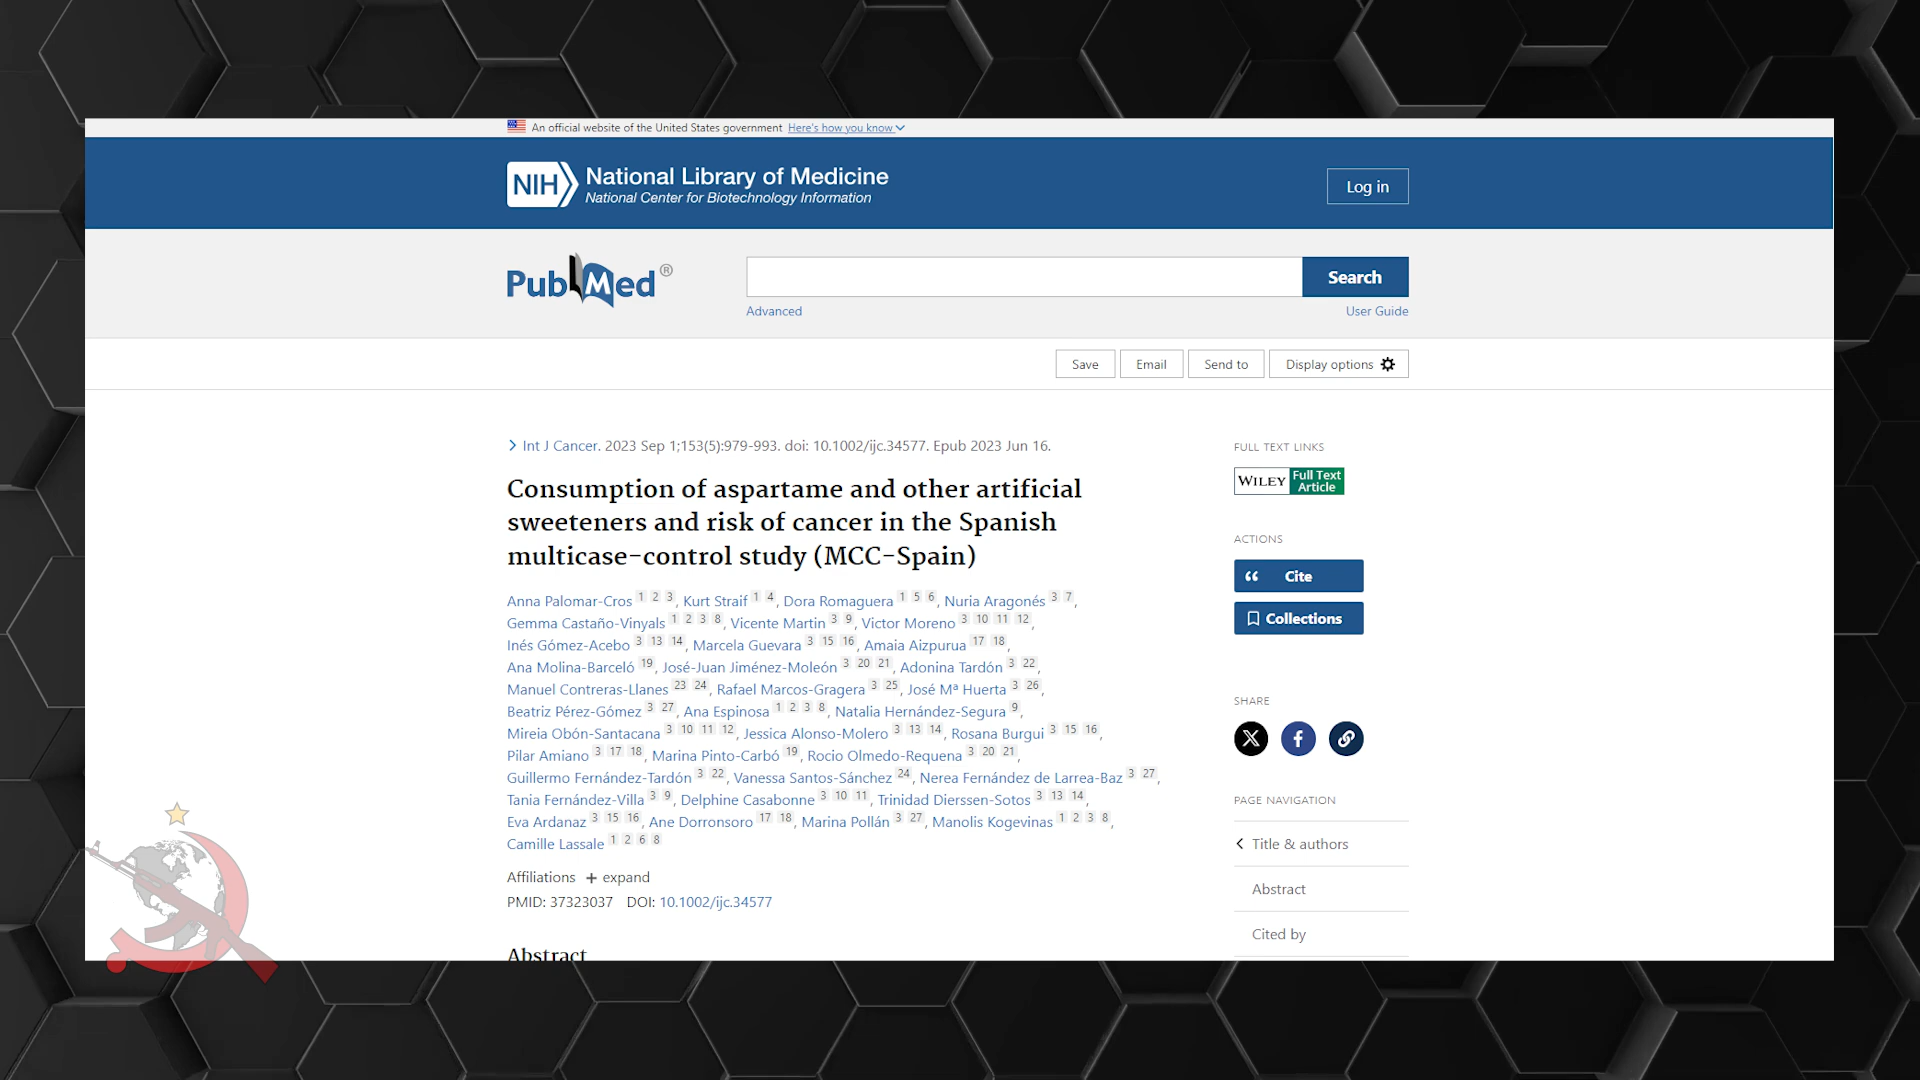 An official website of the United States government Here's how you know
NIH National Library of Medicine
National Center for Biotechnology Information
Log in
PubMed ®
Search
Advanced
User Guide
Save
Email
Send to
Display options
Int J Cancer. 2023 Sep 1;153(5):979-993. doi: 10.1002/ijc.34577. Epub 2023 Jun 16.
Consumption of aspartame and other artificial
sweeteners and risk of cancer in the Spanish
multicase-control study (MCC-Spain)
Anna Palomar-Cros 1 2 3, Kurt Straif 1 4, Dora Romaguera 1 5 6, Nuria Aragonés 3 7,
Gemma Castaño-Vinyals 1 2 3 8, Vicente Martin 3 9, Victor Moreno 3 10 11 12,
Inés Gómez-Acebo 3 13 14, Marcela Guevara 3 15 16, Amaia Aizpurua 17 18,
Ana Molina-Barceló 19, José-Juan Jiménez-Moleón 3 20 21, Adonina Tardón 3 22,
Manuel Contreras-Llanes 23 24, Rafael Marcos-Gragera 3 25, José Mª Huerta 3 26,
Beatriz Pérez-Gómez 3 27, Ana Espinosa 1 2 3 8, Natalia Hernández-Segura 9,
Mireia Obón-Santacana 3 10 11 12, Jessica Alonso-Molero 3 13 14, Rosana Burgui 3 15 16,
Pilar Amiano 3 17 18, Marina Pinto-Carbó 19, Rocio Olmedo-Requena 3 20 21,
Guillermo Fernández-Tardón 3 22, Vanessa Santos-Sánchez 24, Nerea Fernández de Larrea-Baz 3 27,
Tania Fernández-Villa 3 9, Delphine Casabonne 3 10 11, Trinidad Dierssen-Sotos 3 13 14,
Eva Ardanaz 3 15 16, Ane Dorronsoro 17 18, Marina Pollán 3 27, Manolis Kogevinas 1 2 3 8,
Camille Lassale 1 2 6 8
Affiliations + expand
PMID: 37323037 DOI: 10.1002/ijc.34577
Abstract
FULL TEXT LINKS
WILEY Full Text
Article
ACTIONS
Cite
Collections
SHARE
PAGE NAVIGATION
Title & authors
Abstract
Cited by